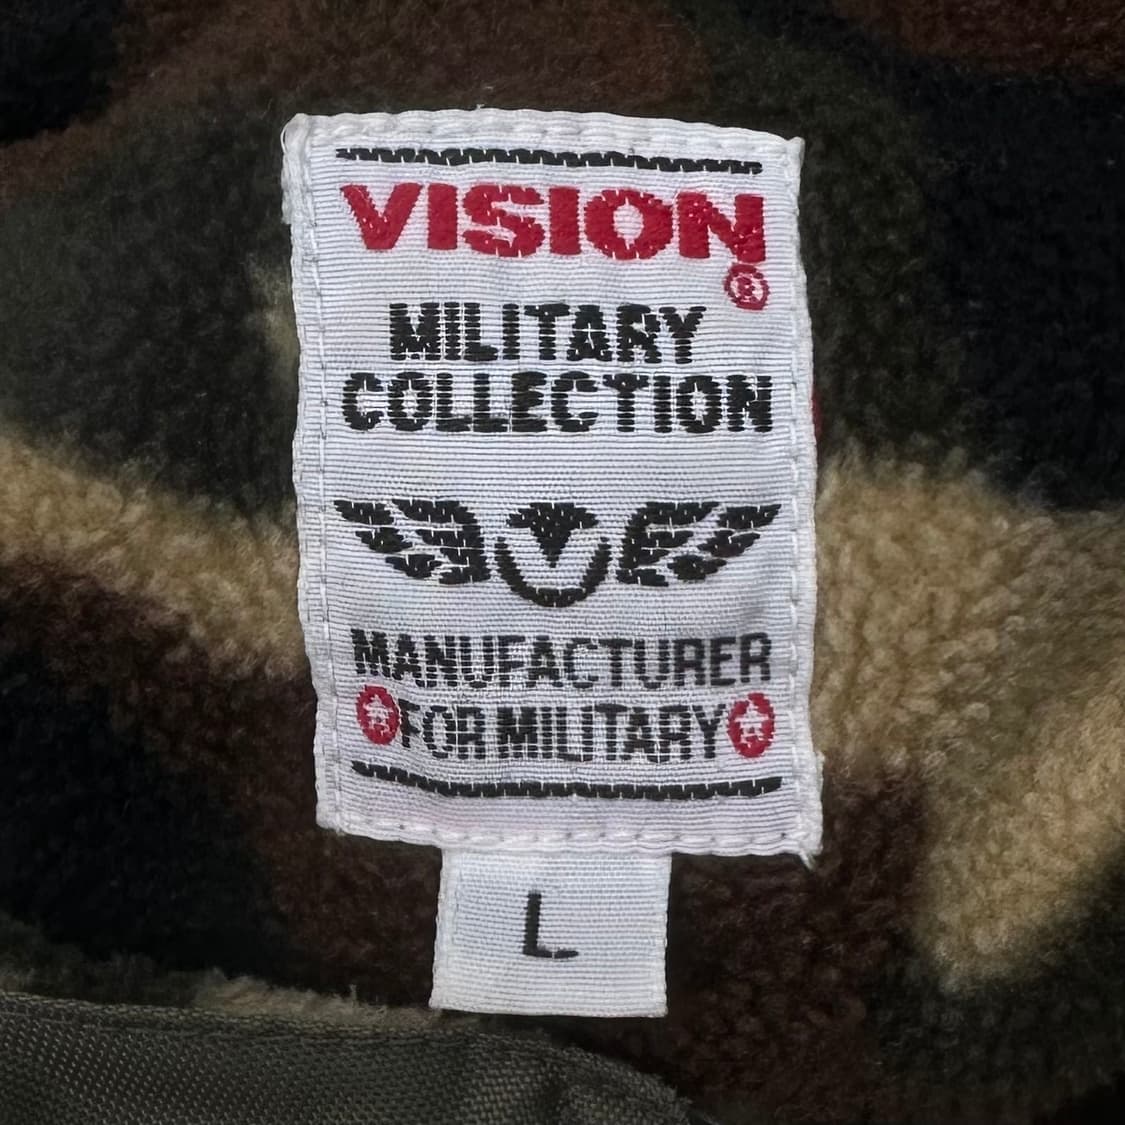 VISION
®
MILITARY
COLLECTION
V
MANUFACTURER
FOR MILITARY
L